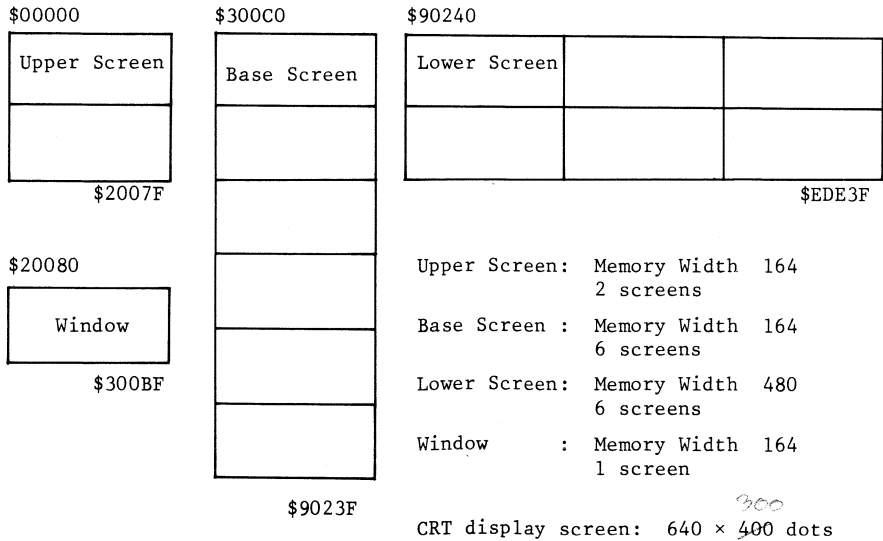 $00000
$300C0
$90240
Upper Screen
Base Screen
Lower Screen
$2007F
$EDE3F
$20080
Window
$300BF
$9023F
Upper Screen: Memory Width 164
2 screens
Base Screen : Memory Width 164
6 screens
Lower Screen: Memory Width 480
6 screens
Window : Memory Width 164
1 screen
300
CRT display screen: 640 × 400 dots